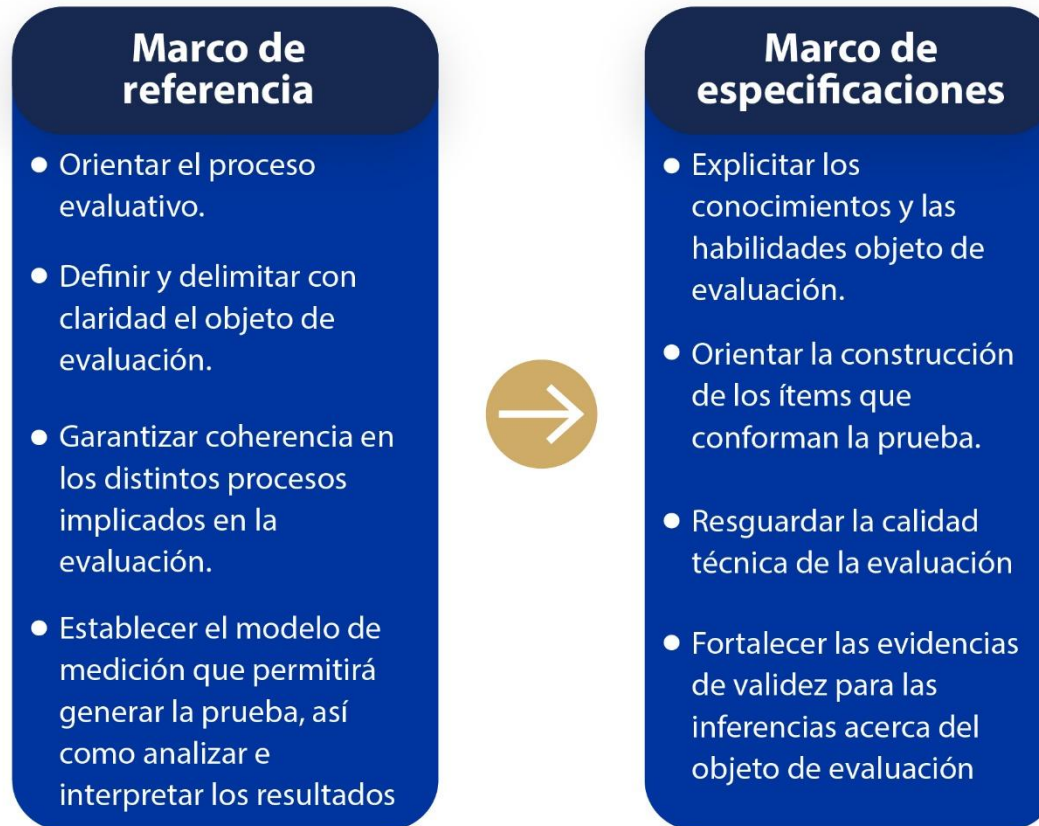 Marco de
referencia
• Orientar el proceso
evaluativo.
• Definir y delimitar con
claridad el objeto de
evaluación.
• Garantizar coherencia en
los distintos procesos
implicados en la
evaluación.
• Establecer el modelo de
medición que permitirá
generar la prueba, así
como analizar e
interpretar los resultados
Marco de
especificaciones
• Explicitar los
conocimientos y las
habilidades objeto de
evaluación.
• Orientar la construcción
de los ítems que
conforman la prueba.
• Resguardar la calidad
técnica de la evaluación
• Fortalecer las evidencias
de validez para las
inferencias acerca del
objeto de evaluación